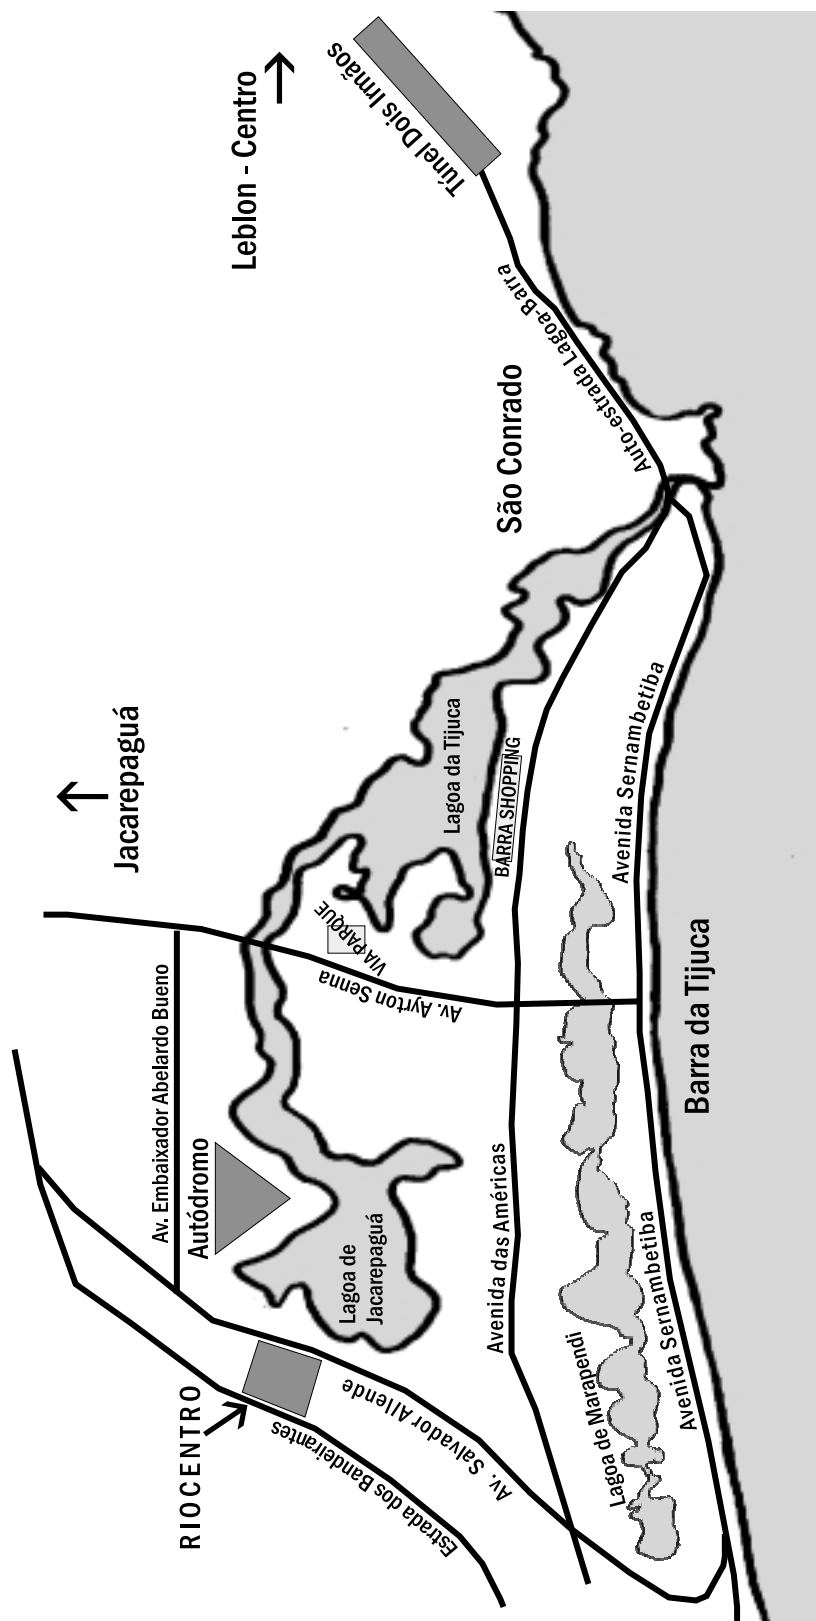 Leblon - Centro
Túnel Dois Irmãos
Auto-estrada Lagoa-Barra
São Conrado
Jacarepaguá
Lagoa da Tijuca
BARRA SHOPPING
Avenida Sernambetiba
VIA PARQUE
Av. Ayrton Senna
Barra da Tijuca
Av. Embaixador Abelardo Bueno
Autódromo
Lagoa de
Jacarepaguá
Avenida das Américas
Avenida Sernambetiba
Lagoa de Marapendi
RIOCENTRO
Av. Salvador Allende
Estrada dos Bandeirantes